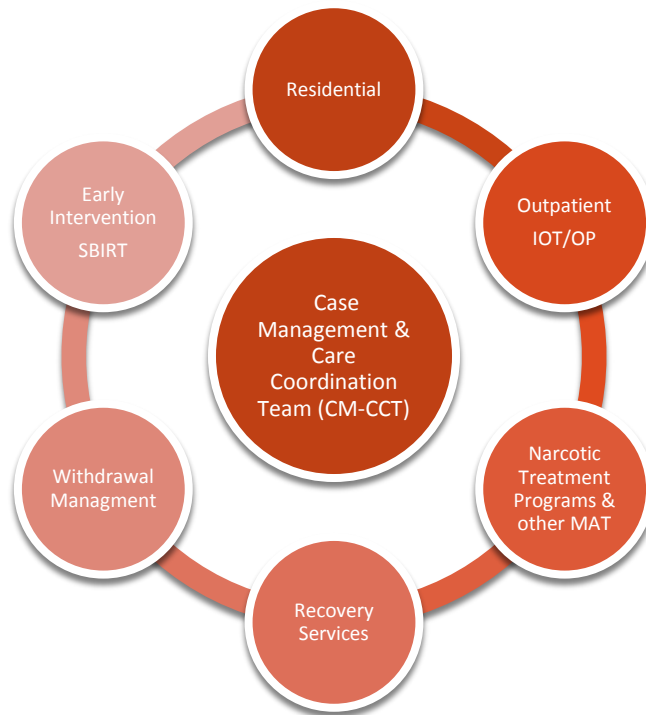 Residential
Outpatient
IOT/OP
Narcotic
Treatment
Programs &
other MAT
Recovery
Services
Withdrawal
Managment
Early
Intervention
SBIRT
Case
Management &
Care
Coordination
Team (CM-CCT)